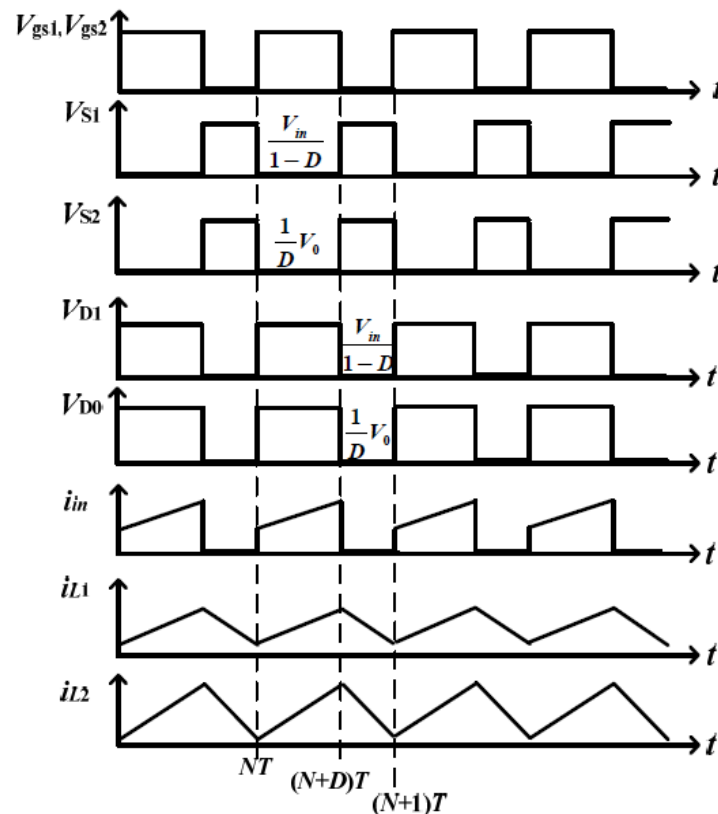 Vgs1,Vgs2
t
VS1
Vin
1 − D
t
VS2
1
D V0
t
VD1
Vin
1 − D
t
VD0
1
D V0
t
iin
t
iL1
t
iL2
t
NT
(N+D)T
(N+1)T